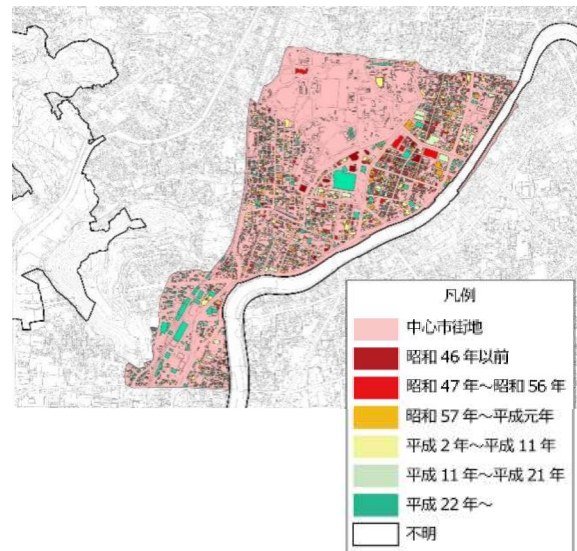 凡例
中心市街地
昭和 46 年以前
昭和 47 年～昭和 56 年
昭和 57 年～平成元年
平成 2 年～平成 11 年
平成 11 年～平成 21 年
平成 22 年～
不明